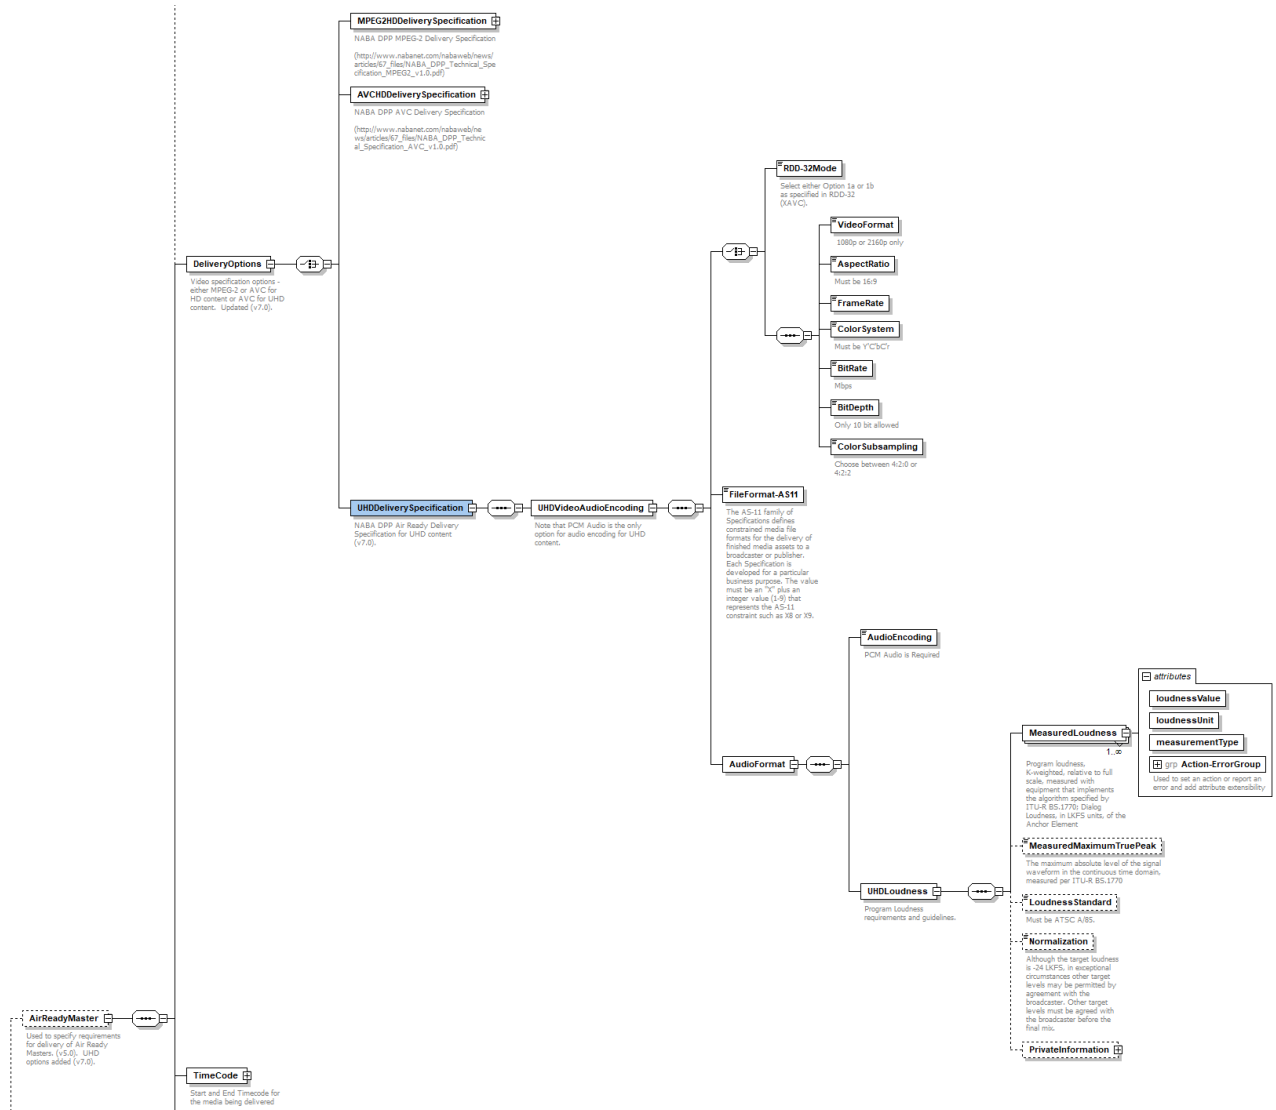 MPEG2HDDeliverySpecification
NABA DPP MPEG-2 Delivery Specification
(http://www.nabanet.com/nabaweb/news/
articles/67_files/NABA_DPP_Technical_Spe
cification_MPEG2_v1.0.pdf)
AVCHDDeliverySpecification
NABA DPP AVC Delivery Specification
(http://www.nabanet.com/nabaweb/ne
ws/articles/67_files/NABA_DPP_Technic
al_Specification_AVC_v1.0.pdf)
RDD-32Mode
Select either Option 1a or 1b
as specified in RDD-32
(XAVC).
VideoFormat
1080p or 2160p only
DeliveryOptions
Video specification options -
either MPEG-2 or AVC for
HD content or AVC for UHD
content.  Updated (v7.0).
AspectRatio
Must be 16:9
FrameRate
ColorSystem
Must be Y'C'bC'r
BitRate
Mbps
BitDepth
Only 10 bit allowed
ColorSubsampling
Choose between 4:2:0 or
4:2:2
UHDDeliverySpecification
NABA DPP Air Ready Delivery
Specification for UHD content
(v7.0).
UHDVideoAudioEncoding
Note that PCM Audio is the only
option for audio encoding for UHD
content.
FileFormat-AS11
The AS-11 family of
Specifications defines
constrained media file
formats for the delivery of
finished media assets to a
broadcaster or publisher.
Each Specification is
developed for a particular
business purpose. The value
must be an "X" plus an
integer value (1-9) that
represents the AS-11
constraint such as X8 or X9.
AudioEncoding
PCM Audio is Required
attributes
loudnessValue
loudnessUnit
measurementType
grp Action-ErrorGroup
Used to set an action or report an
error and add attribute extensibility
MeasuredLoudness
1..∞
Program loudness,
K-weighted, relative to full
scale, measured with
equipment that implements
the algorithm specified by
ITU-R BS.1770; Dialog
Loudness, in LKFS units, of the
Anchor Element
AudioFormat
MeasuredMaximumTruePeak
The maximum absolute level of the signal
waveform in the continuous time domain,
measured per ITU-R BS.1770
UHDLoudness
Program Loudness
requirements and guidelines.
LoudnessStandard
Must be ATSC A/85.
Normalization
Although the target loudness
is -24 LKFS, in exceptional
circumstances other target
levels may be permitted by
agreement with the
broadcaster. Other target
levels must be agreed with
the broadcaster before the
final mix.
PrivateInformation
AirReadyMaster
Used to specify requirements
for delivery of Air Ready
Masters. (v5.0).  UHD
options added (v7.0).
TimeCode
Start and End Timecode for
the media being delivered